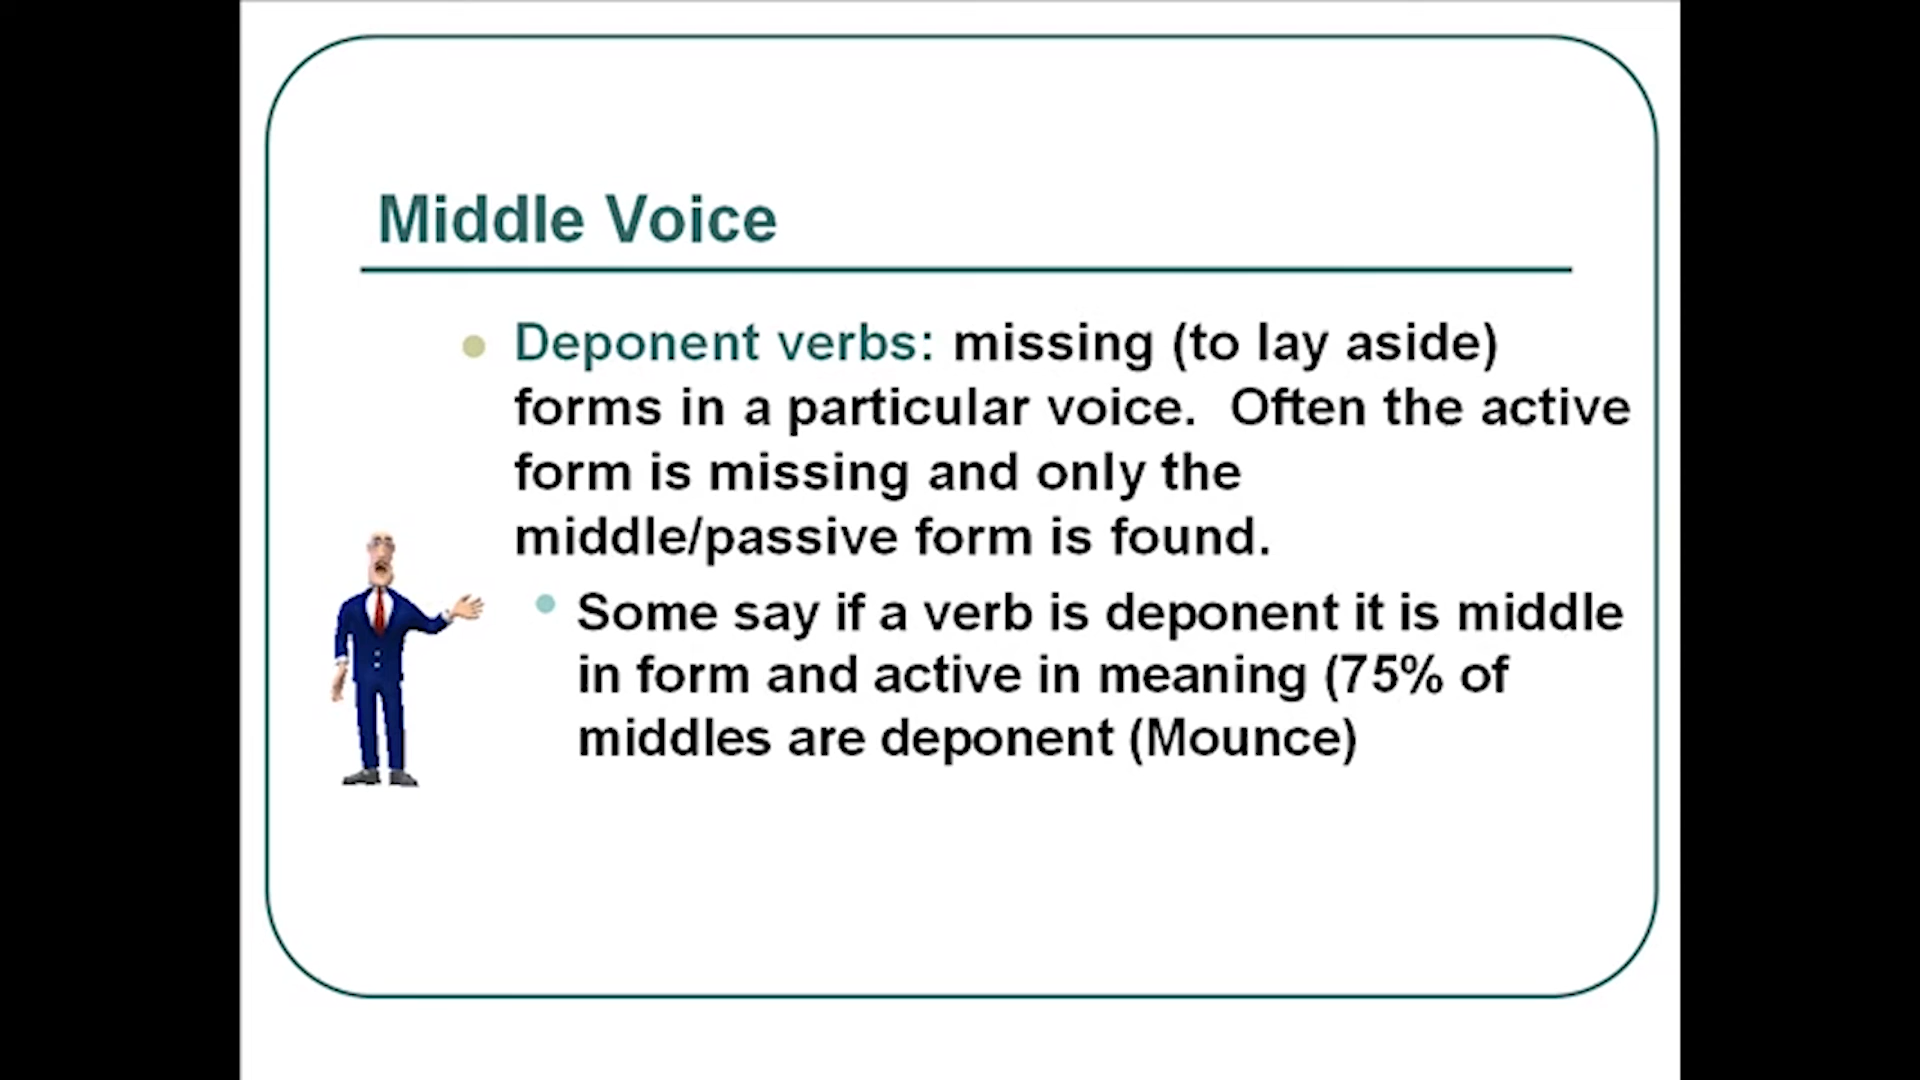 Middle Voice
Deponent verbs: missing (to lay aside)
forms in a particular voice.  Often the active
form is missing and only the
middle/passive form is found.
Some say if a verb is deponent it is middle
in form and active in meaning (75% of
middles are deponent (Mounce)